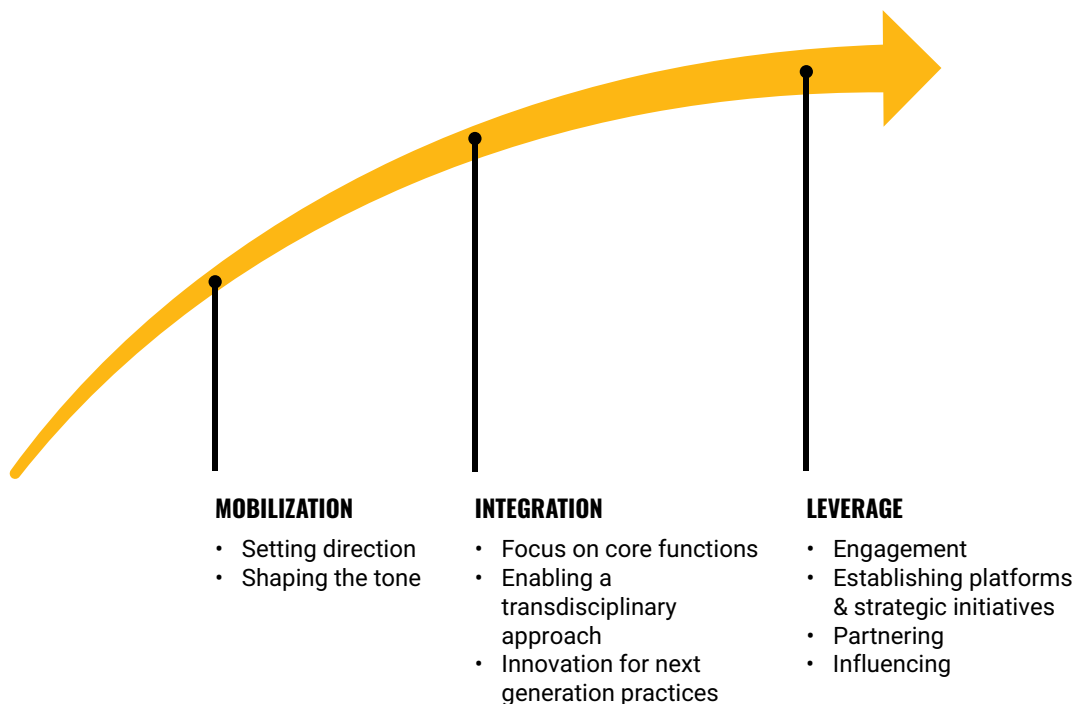 MOBILIZATION
• Setting direction
• Shaping the tone
INTEGRATION
• Focus on core functions
• Enabling a
transdisciplinary
approach
• Innovation for next
generation practices
LEVERAGE
• Engagement
• Establishing platforms
& strategic initiatives
• Partnering
• Influencing